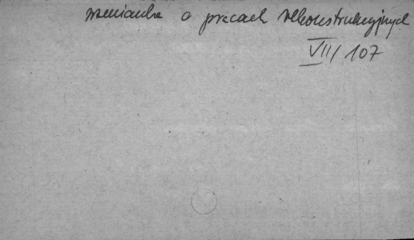 wzmianka o pracach rekonstrukcyjnych
VIII/107